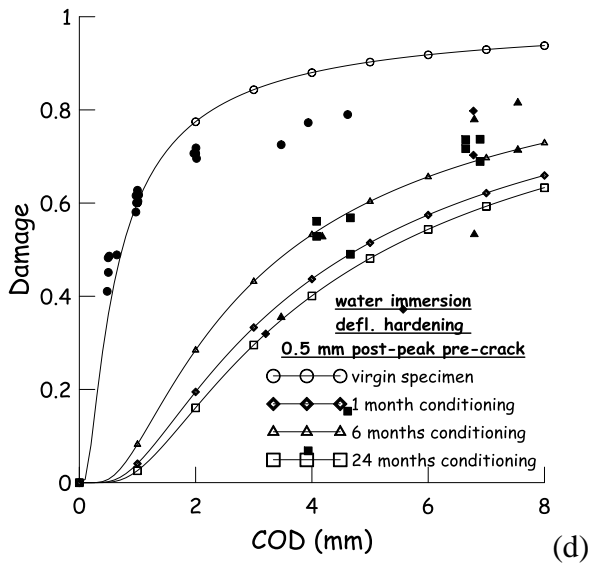 1
0.8
0.6
0.4
0.2
0
Damage
water immersion
defl. hardening
0.5 mm post-peak pre-crack
virgin specimen
1 month conditioning
6 months conditioning
24 months conditioning
0 2 4 6 8
COD (mm)
(d)